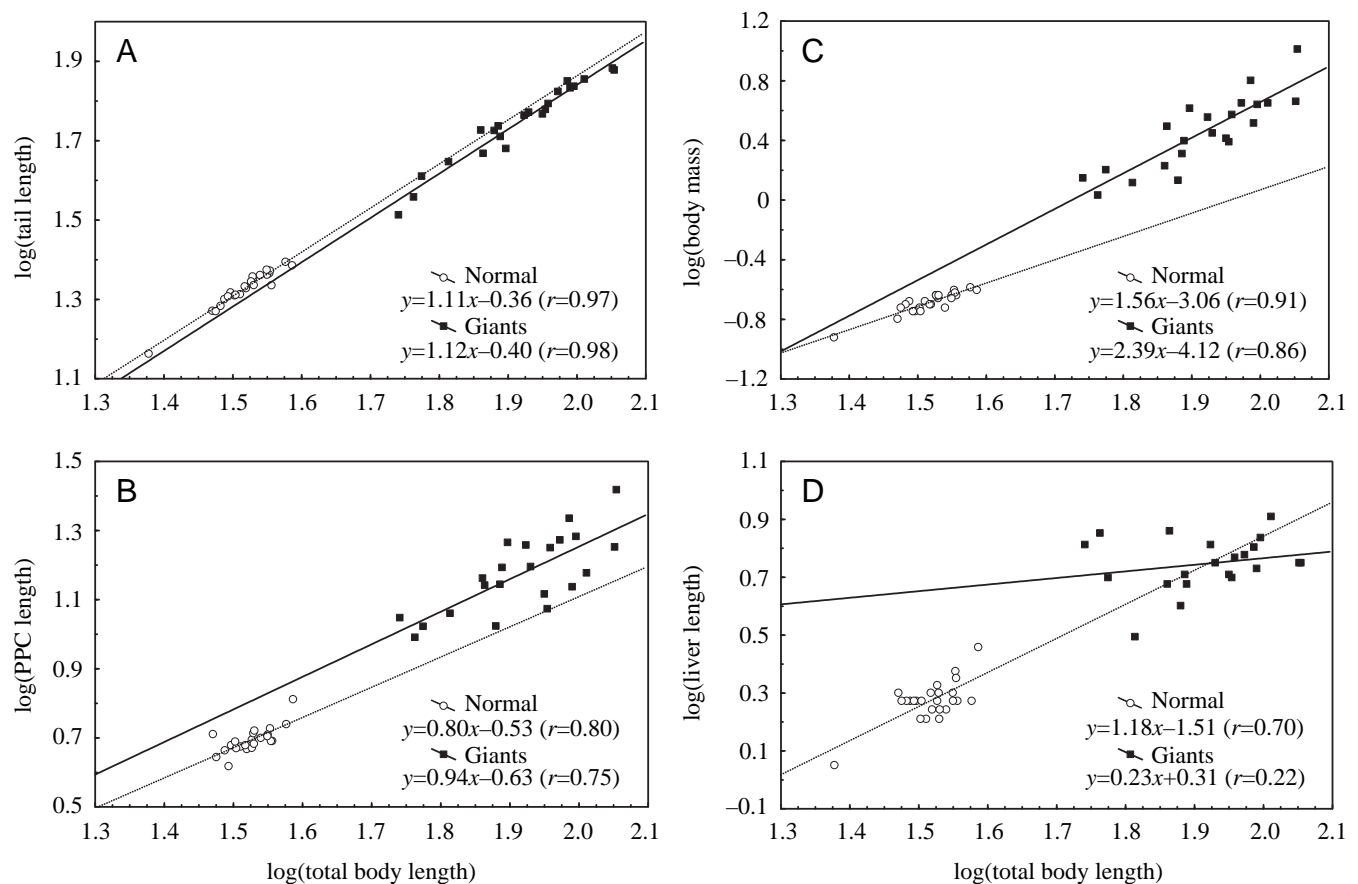 A
log(tail length)
1.9
1.7
1.5
1.3
1.1
1.3 1.4 1.5 1.6 1.7 1.8 1.9 2.0 2.1
Normal
y=1.11x–0.36 (r=0.97)
Giants
y=1.12x–0.40 (r=0.98)
C
log(body mass)
1.2
0.8
0.4
0
–0.4
–0.8
–1.2
1.3 1.4 1.5 1.6 1.7 1.8 1.9 2.0 2.1
Normal
y=1.56x–3.06 (r=0.91)
Giants
y=2.39x–4.12 (r=0.86)
B
log(PPC length)
1.5
1.3
1.1
0.9
0.7
0.5
1.3 1.4 1.5 1.6 1.7 1.8 1.9 2.0 2.1
Normal
y=0.80x–0.53 (r=0.80)
Giants
y=0.94x–0.63 (r=0.75)
log(total body length)
D
log(liver length)
1.1
0.9
0.7
0.5
0.3
0.1
–0.1
1.3 1.4 1.5 1.6 1.7 1.8 1.9 2.0 2.1
Normal
y=1.18x–1.51 (r=0.70)
Giants
y=0.23x+0.31 (r=0.22)
log(total body length)